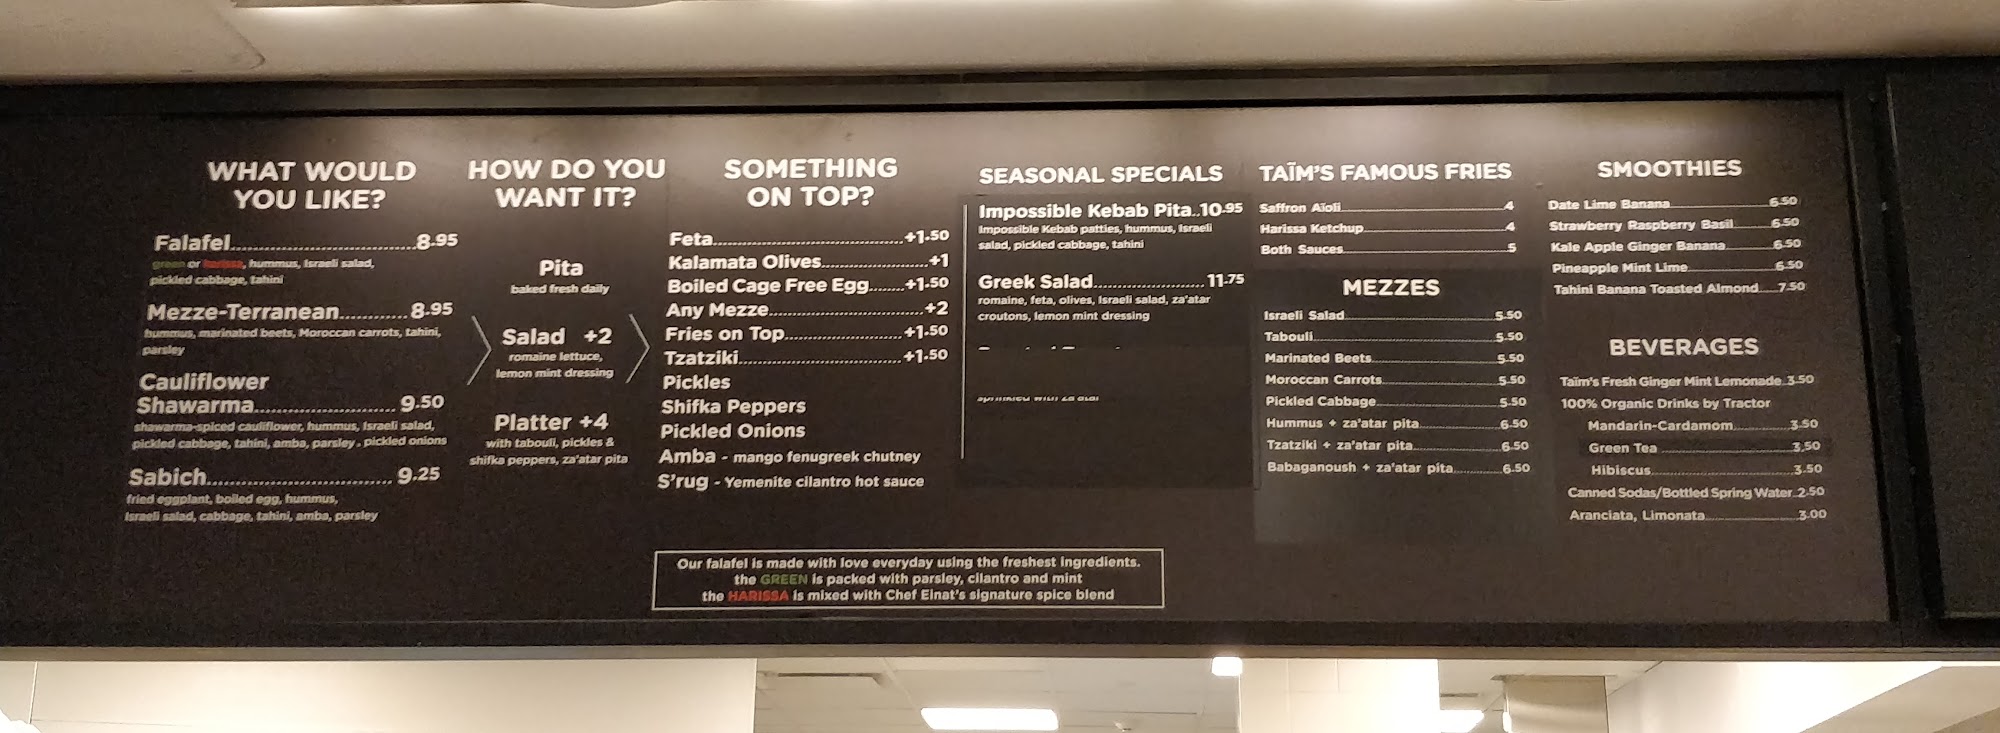 WHAT WOULD
YOU LIKE?
Falafel 8.95
green or harissa, hummus, Israeli salad,
pickled cabbage, tahini
Mezze-Terranean 8.95
hummus, marinated beets, Moroccan carrots, tahini,
parsley
Cauliflower
Shawarma 9.50
shawarma-spiced cauliflower, hummus, Israeli salad,
pickled cabbage, tahini, amba, parsley, pickled onions
Sabich 9.25
fried eggplant, boiled egg, hummus,
Israeli salad, cabbage, tahini, amba, parsley
HOW DO YOU
WANT IT?
Pita
baked fresh daily
Salad +2
romaine lettuce,
lemon mint dressing
Platter +4
with tabouli, pickles &
shifka peppers, za'atar pita
SOMETHING
ON TOP?
Feta +1.50
Kalamata Olives +1
Boiled Cage Free Egg +1.50
Any Mezze +2
Fries on Top +1.50
Tzatziki +1.50
Pickles
Shifka Peppers
Pickled Onions
Amba - mango fenugreek chutney
S'rug - Yemenite cilantro hot sauce
SEASONAL SPECIALS
Impossible Kebab Pita 10.95
Impossible Kebab patties, hummus, Israeli
salad, pickled cabbage, tahini
Greek Salad 11.75
romaine, feta, olives, Israeli salad, za'atar
croutons, lemon mint dressing
TAÏM'S FAMOUS FRIES
Saffron Aïoli 4
Harissa Ketchup 4
Both Sauces 5
MEZZES
Israeli Salad 5.50
Tabouli 5.50
Marinated Beets 5.50
Moroccan Carrots 5.50
Pickled Cabbage 5.50
Hummus + za'atar pita 6.50
Tzatziki + za'atar pita 6.50
Babaganoush + za'atar pita 6.50
SMOOTHIES
Date Lime Banana 6.50
Strawberry Raspberry Basil 6.50
Kale Apple Ginger Banana 6.50
Pineapple Mint Lime 6.50
Tahini Banana Toasted Almond 7.50
BEVERAGES
Taïm's Fresh Ginger Mint Lemonade 3.50
100% Organic Drinks by Tractor
Mandarin-Cardamom 3.50
Green Tea 3.50
Hibiscus 3.50
Canned Sodas/Bottled Spring Water 2.50
Aranciata, Limonata 3.00
Our falafel is made with love everyday using the freshest ingredients.
the GREEN is packed with parsley, cilantro and mint
the HARISSA is mixed with Chef Einat's signature spice blend